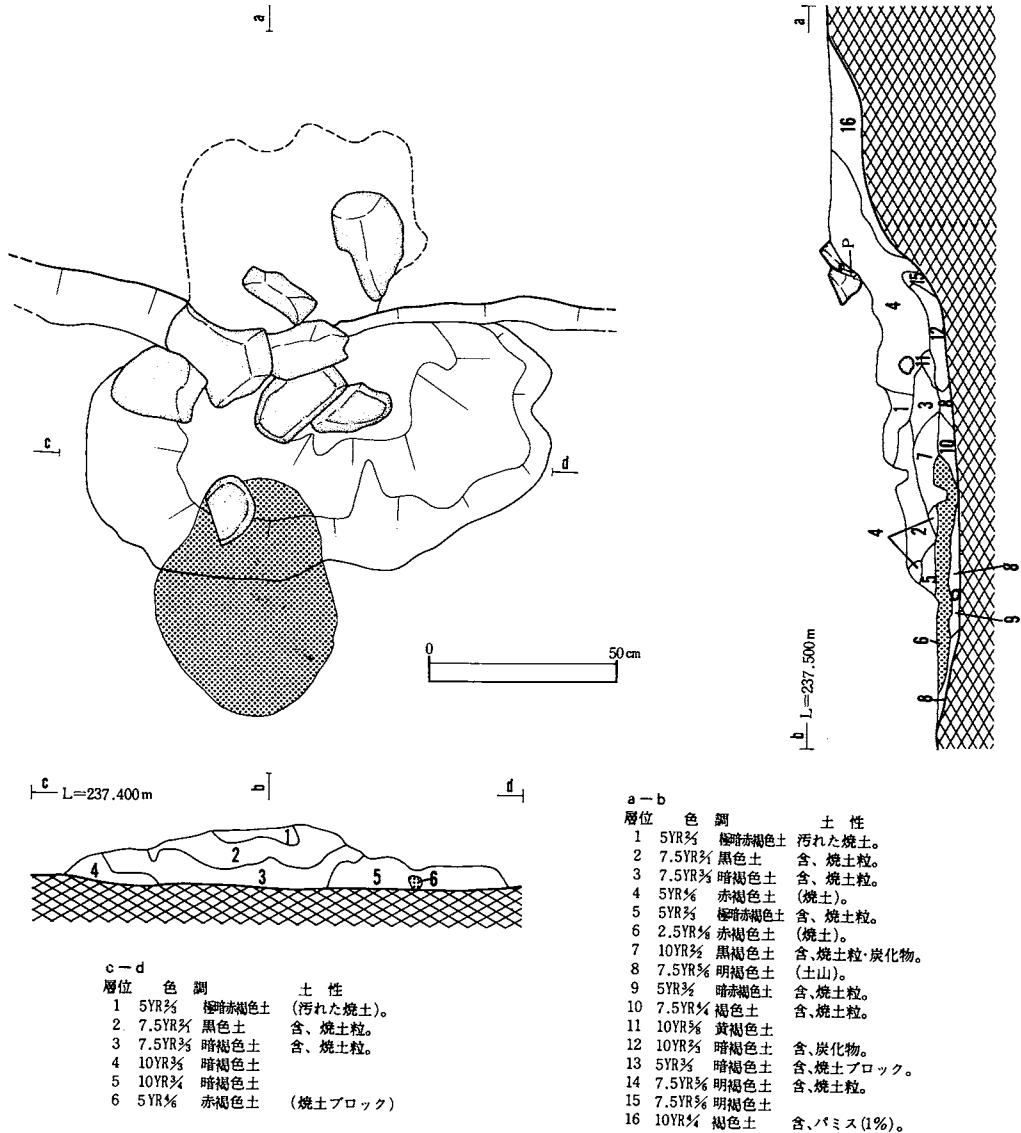 a
a
16
P
15
4
12
11
1
3
8
7
10
4
2
5
8
9
6
8
b L=237.500m
c
d
0 50cm
c L=237.400m
b
d
1
2
4
3
5
6
c－d
層位 色調 土性
1 5YR⅔ 極暗赤褐色土 (汚れた焼土)。
2 7.5YR2/1 黒色土 含、焼土粒。
3 7.5YR3/3 暗褐色土 含、焼土粒。
4 10YR3/3 暗褐色土
5 10YR¾ 暗褐色土
6 5YR4/6 赤褐色土 (焼土ブロック)
a－b
層位 色調 土性
1 5YR⅔ 極暗赤褐色土 汚れた焼土。
2 7.5YR2/1 黒色土 含、焼土粒。
3 7.5YR3/3 暗褐色土 含、焼土粒。
4 5YR4/6 赤褐色土 (焼土)。
5 5YR⅔ 極暗赤褐色土 含、焼土粒。
6 2.5YR4/8 赤褐色土 (焼土)。
7 10YR2/2 黒褐色土 含、焼土粒・炭化物。
8 7.5YR5/6 明褐色土 (土山)。
9 5YR3/2 暗赤褐色土 含、焼土粒。
10 7.5YR4/4 褐色土 含、焼土粒。
11 10YR5/6 黄褐色土
12 10YR3/3 暗褐色土 含、炭化物。
13 5YR 暗褐色土 含、焼土ブロック。
14 7.5YR5/6 明褐色土 含、焼土粒。
15 7.5YR5/6 明褐色土
16 10YR4/4 褐色土 含、パミス(1%)。